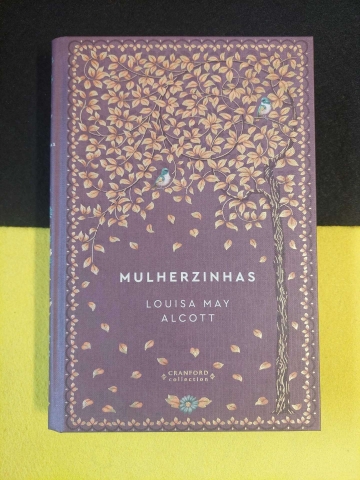 MULHERZINHAS
LOUISA MAY
ALCOTT
CRANFORD
collection